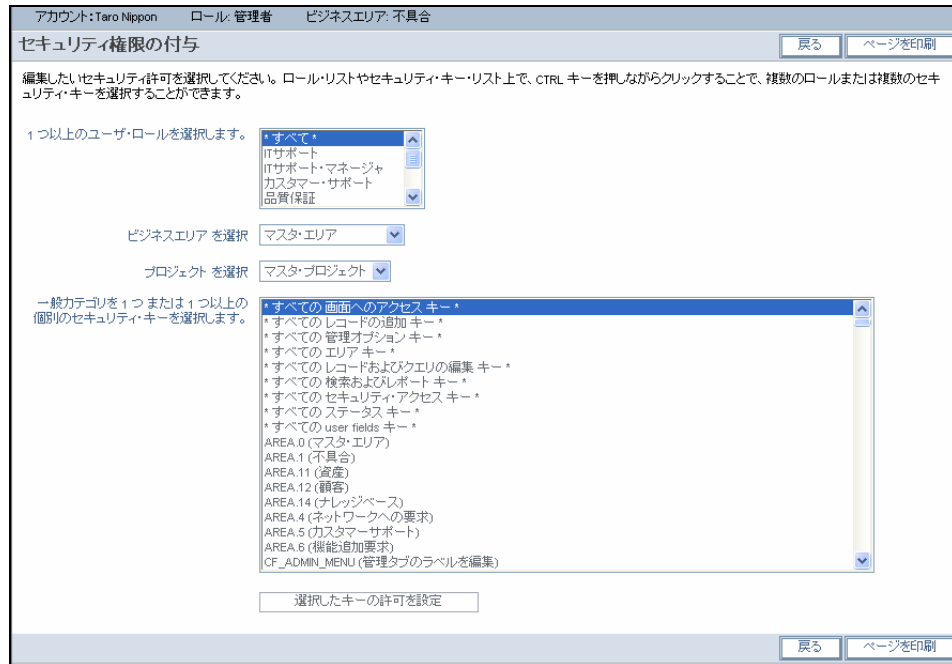 アカウント：Taro Nippon ロール: 管理者 ビジネスエリア: 不具合
セキュリティ権限の付与
戻る ページを印刷
編集したいセキュリティ許可を選択してください。ロール・リストやセキュリティ・キー・リスト上で、CTRL キーを押しながらクリックすることで、複数のロールまたは複数のセキ
ュリティ・キーを選択することができます。
1 つ以上のユーザ・ロールを選択します。
* すべて *
ITサポート
ITサポート・マネージャ
カスタマー・サポート
品質保証
ビジネスエリア を選択 マスタ・エリア
プロジェクト を選択 マスタ・プロジェクト
一般カテゴリを 1 つ または 1 つ以上の
個別のセキュリティ・キーを選択します。
* すべての 画面へのアクセス キー *
* すべての レコードの追加 キー *
* すべての 管理オプション キー *
* すべての エリア キー *
* すべての レコードおよびクエリの編集 キー *
* すべての 検索およびレポート キー *
* すべての セキュリティ・アクセス キー *
* すべての ステータス キー *
* すべての user fields キー *
AREA.0 (マスタ・エリア)
AREA.1 (不具合)
AREA.11 (資産)
AREA.12 (顧客)
AREA.14 (ナレッジベース)
AREA.4 (ネットワークへの要求)
AREA.5 (カスタマーサポート)
AREA.6 (機能追加要求)
CF_ADMIN_MENU (管理タブのラベルを編集)
選択したキーの許可を設定
戻る ページを印刷